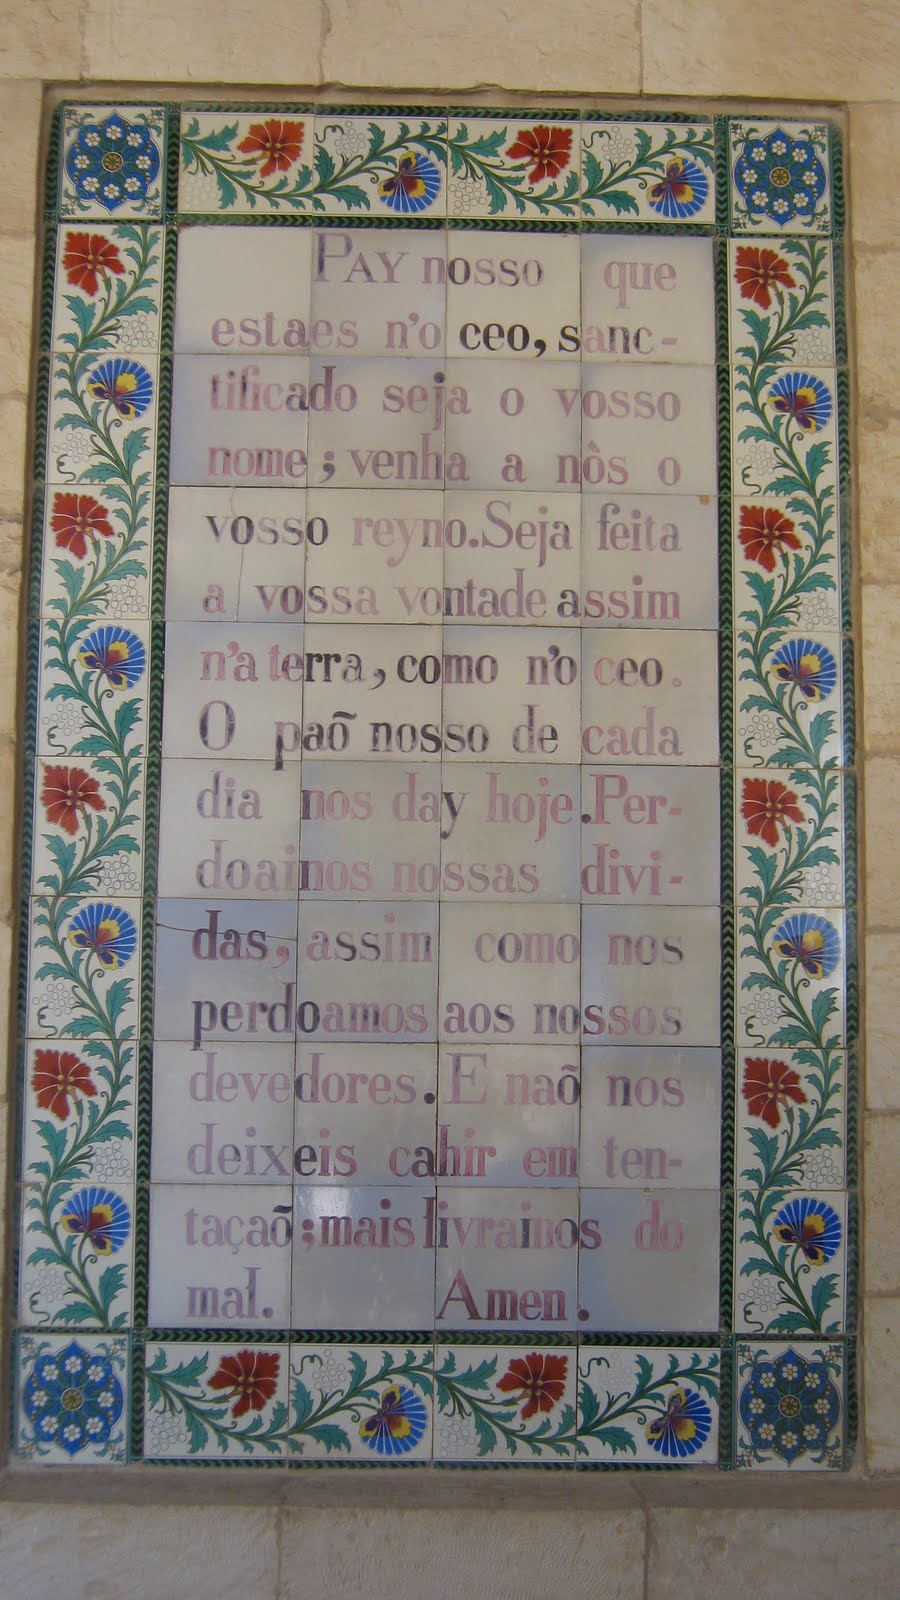 PAY nosso que
estaes n'o ceo, sanc-
tificado seja o vosso
nome; venha a nòs o
vosso reyno. Seja feita
a vossa vontade assim
n'a terra, como n'o ceo.
O paõ nosso de cada
dia nos day hoje. Per-
doainos nossas divi-
das, assim como nos
perdoamos aos nossos
devedores. E naõ nos
deixeis cahir em ten-
taçaõ; mais livrainos do
mal. Amen.